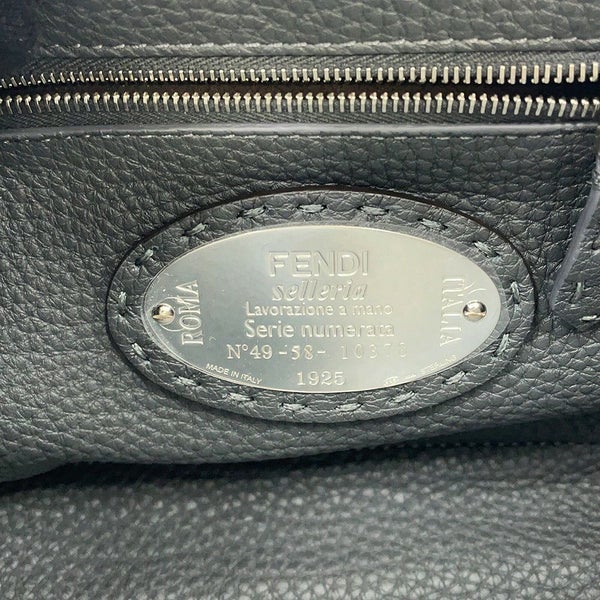 FENDI
selleria
Lavorazione a mano
Serie numerata
N°49-58-
MADE IN ITALY
1925
ROMA
ITALIA